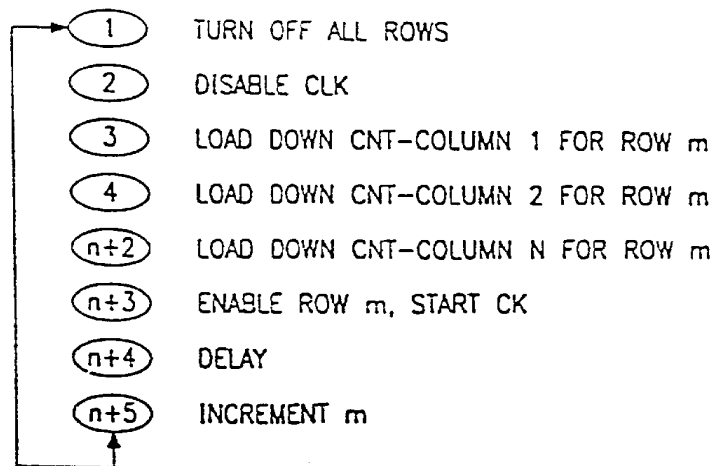 1 TURN OFF ALL ROWS
2 DISABLE CLK
3 LOAD DOWN CNT-COLUMN 1 FOR ROW m
4 LOAD DOWN CNT-COLUMN 2 FOR ROW m
n+2 LOAD DOWN CNT-COLUMN N FOR ROW m
n+3 ENABLE ROW m, START CK
n+4 DELAY
n+5 INCREMENT m